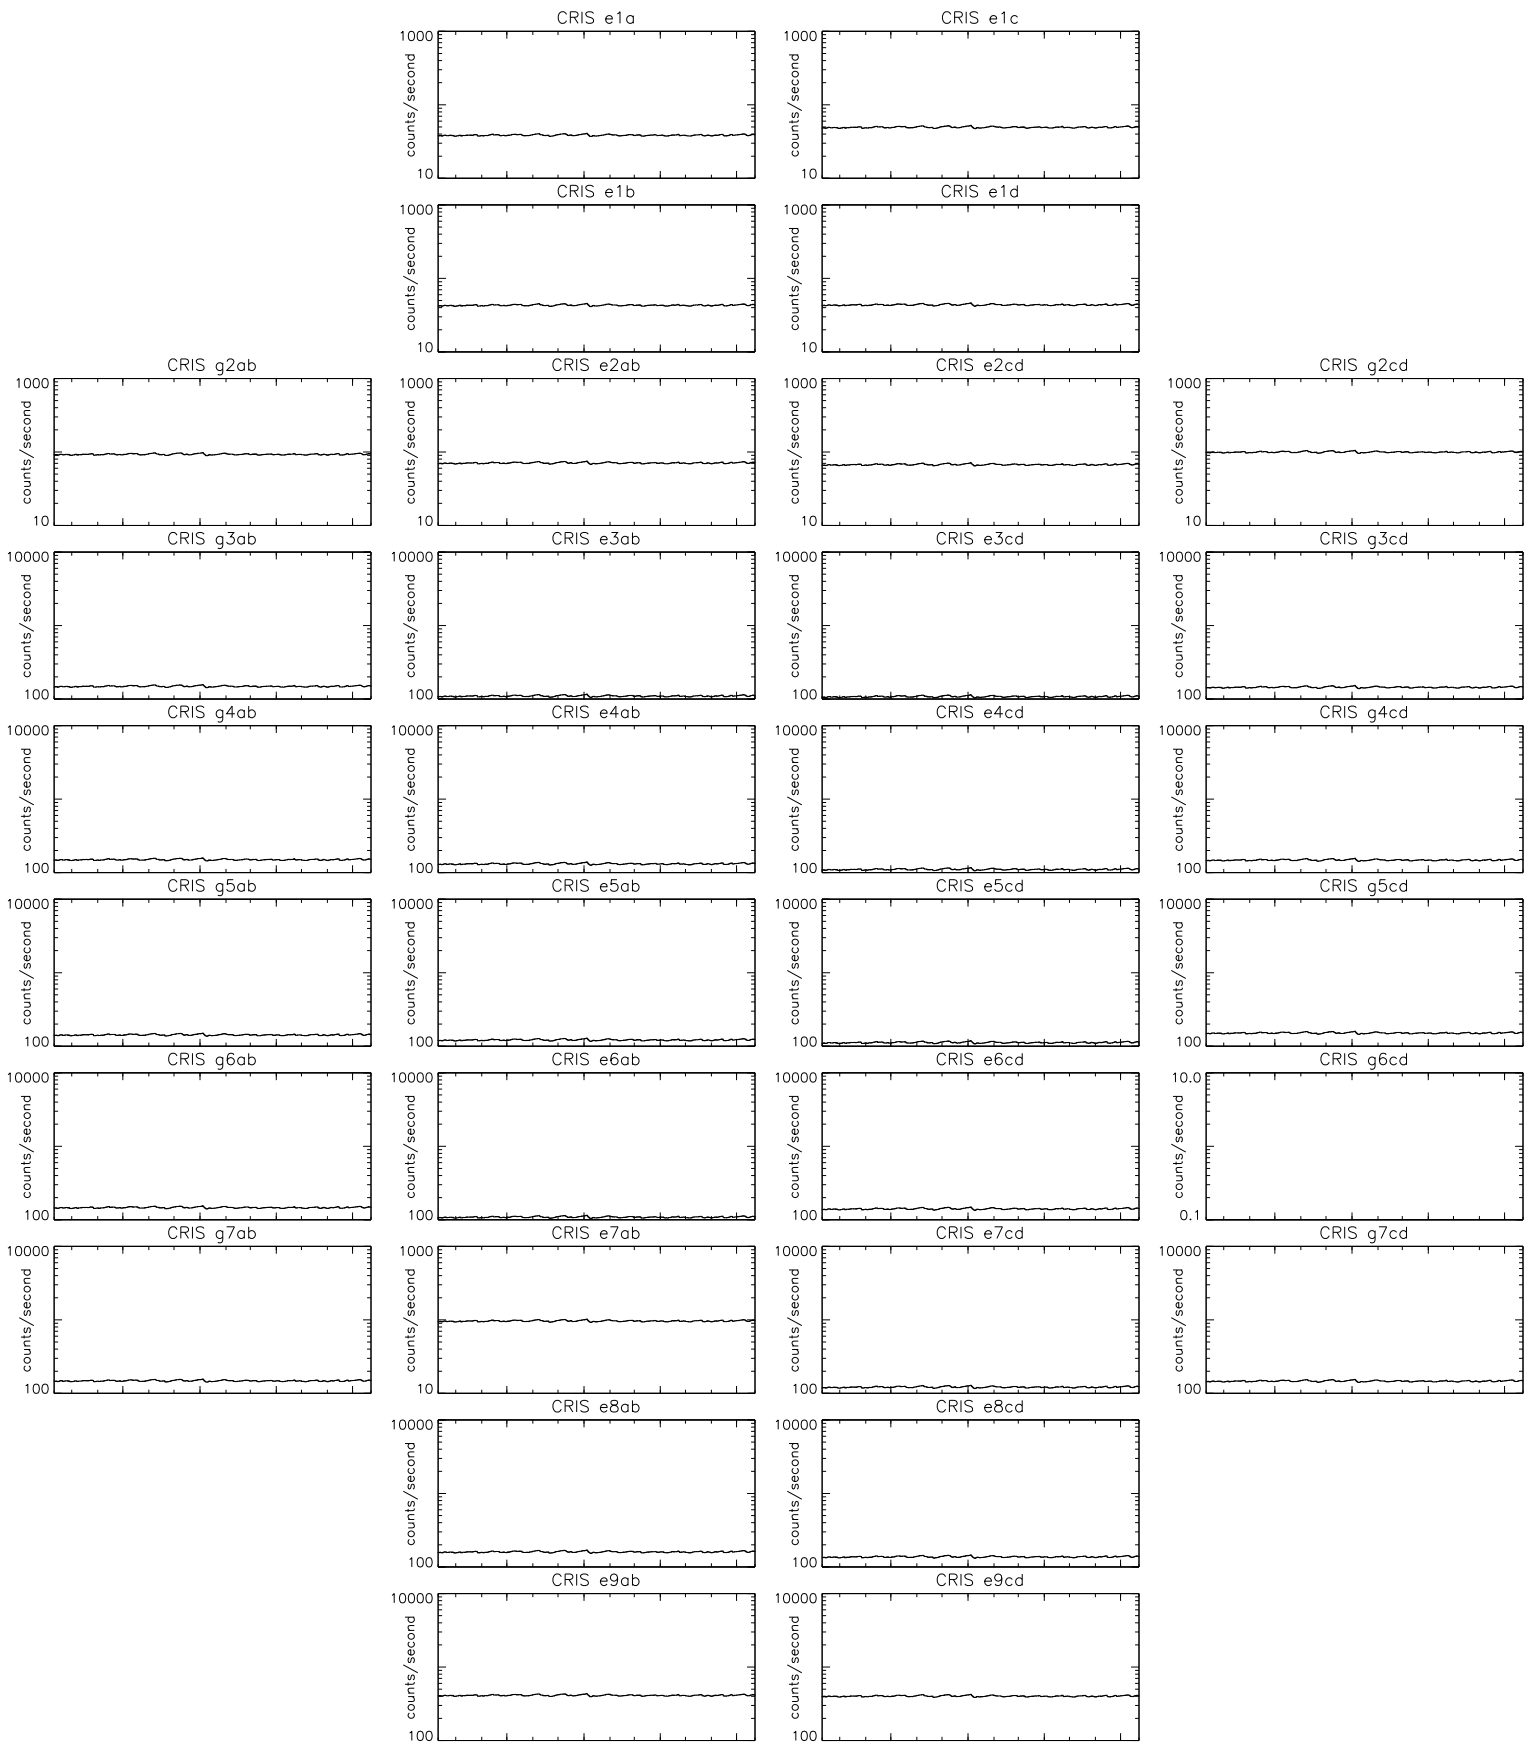 CRIS e1a
CRIS e1c
1000
counts/second
10
1000
counts/second
10
CRIS e1b
CRIS e1d
1000
counts/second
10
1000
counts/second
10
CRIS g2ab
CRIS e2ab
CRIS e2cd
CRIS g2cd
1000
counts/second
10
1000
counts/second
10
1000
counts/second
10
1000
counts/second
10
CRIS g3ab
CRIS e3ab
CRIS e3cd
CRIS g3cd
10000
counts/second
100
10000
counts/second
100
10000
counts/second
100
10000
counts/second
100
CRIS g4ab
CRIS e4ab
CRIS e4cd
CRIS g4cd
10000
counts/second
100
10000
counts/second
100
10000
counts/second
100
10000
counts/second
100
CRIS g5ab
CRIS e5ab
CRIS e5cd
CRIS g5cd
10000
counts/second
100
10000
counts/second
100
10000
counts/second
100
10000
counts/second
100
CRIS g6ab
CRIS e6ab
CRIS e6cd
CRIS g6cd
10000
counts/second
100
10000
counts/second
100
10000
counts/second
100
10.0
counts/second
0.1
CRIS g7ab
CRIS e7ab
CRIS e7cd
CRIS g7cd
10000
counts/second
100
1000
counts/second
10
10000
counts/second
100
10000
counts/second
100
CRIS e8ab
CRIS e8cd
10000
counts/second
100
10000
counts/second
100
CRIS e9ab
CRIS e9cd
10000
counts/second
100
10000
counts/second
100